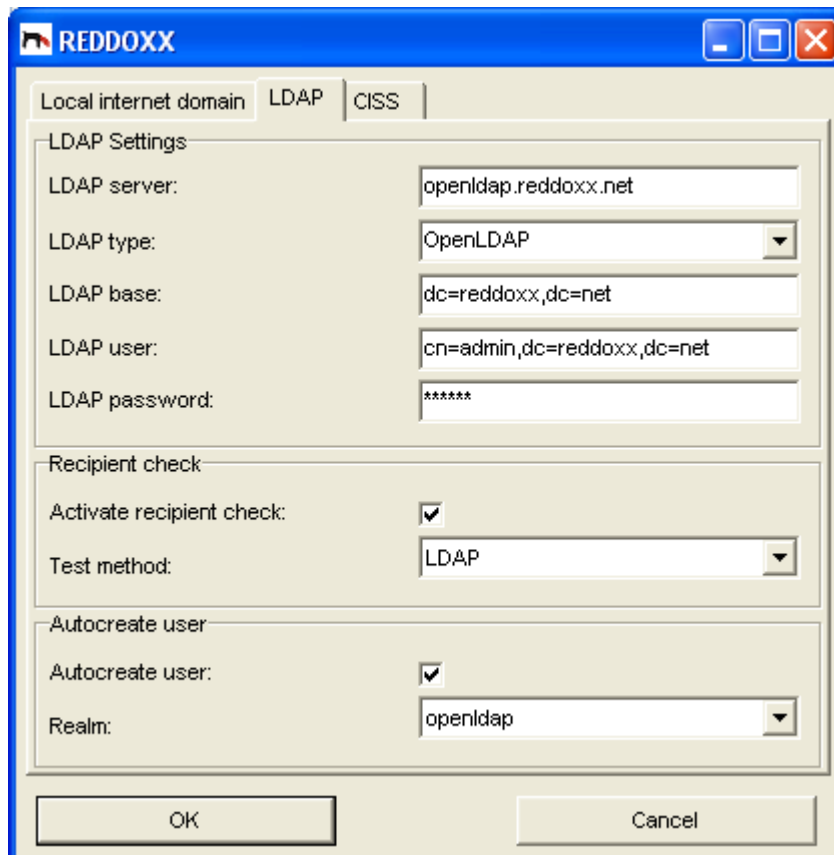 REDDOXX
Local internet domain LDAP CISS
LDAP Settings
LDAP server: openldap.reddoxx.net
LDAP type: OpenLDAP
LDAP base: dc=reddoxx,dc=net
LDAP user: cn=admin,dc=reddoxx,dc=net
LDAP password: ******
Recipient check
Activate recipient check:
Test method: LDAP
Autocreate user
Autocreate user:
Realm: openldap
OK Cancel